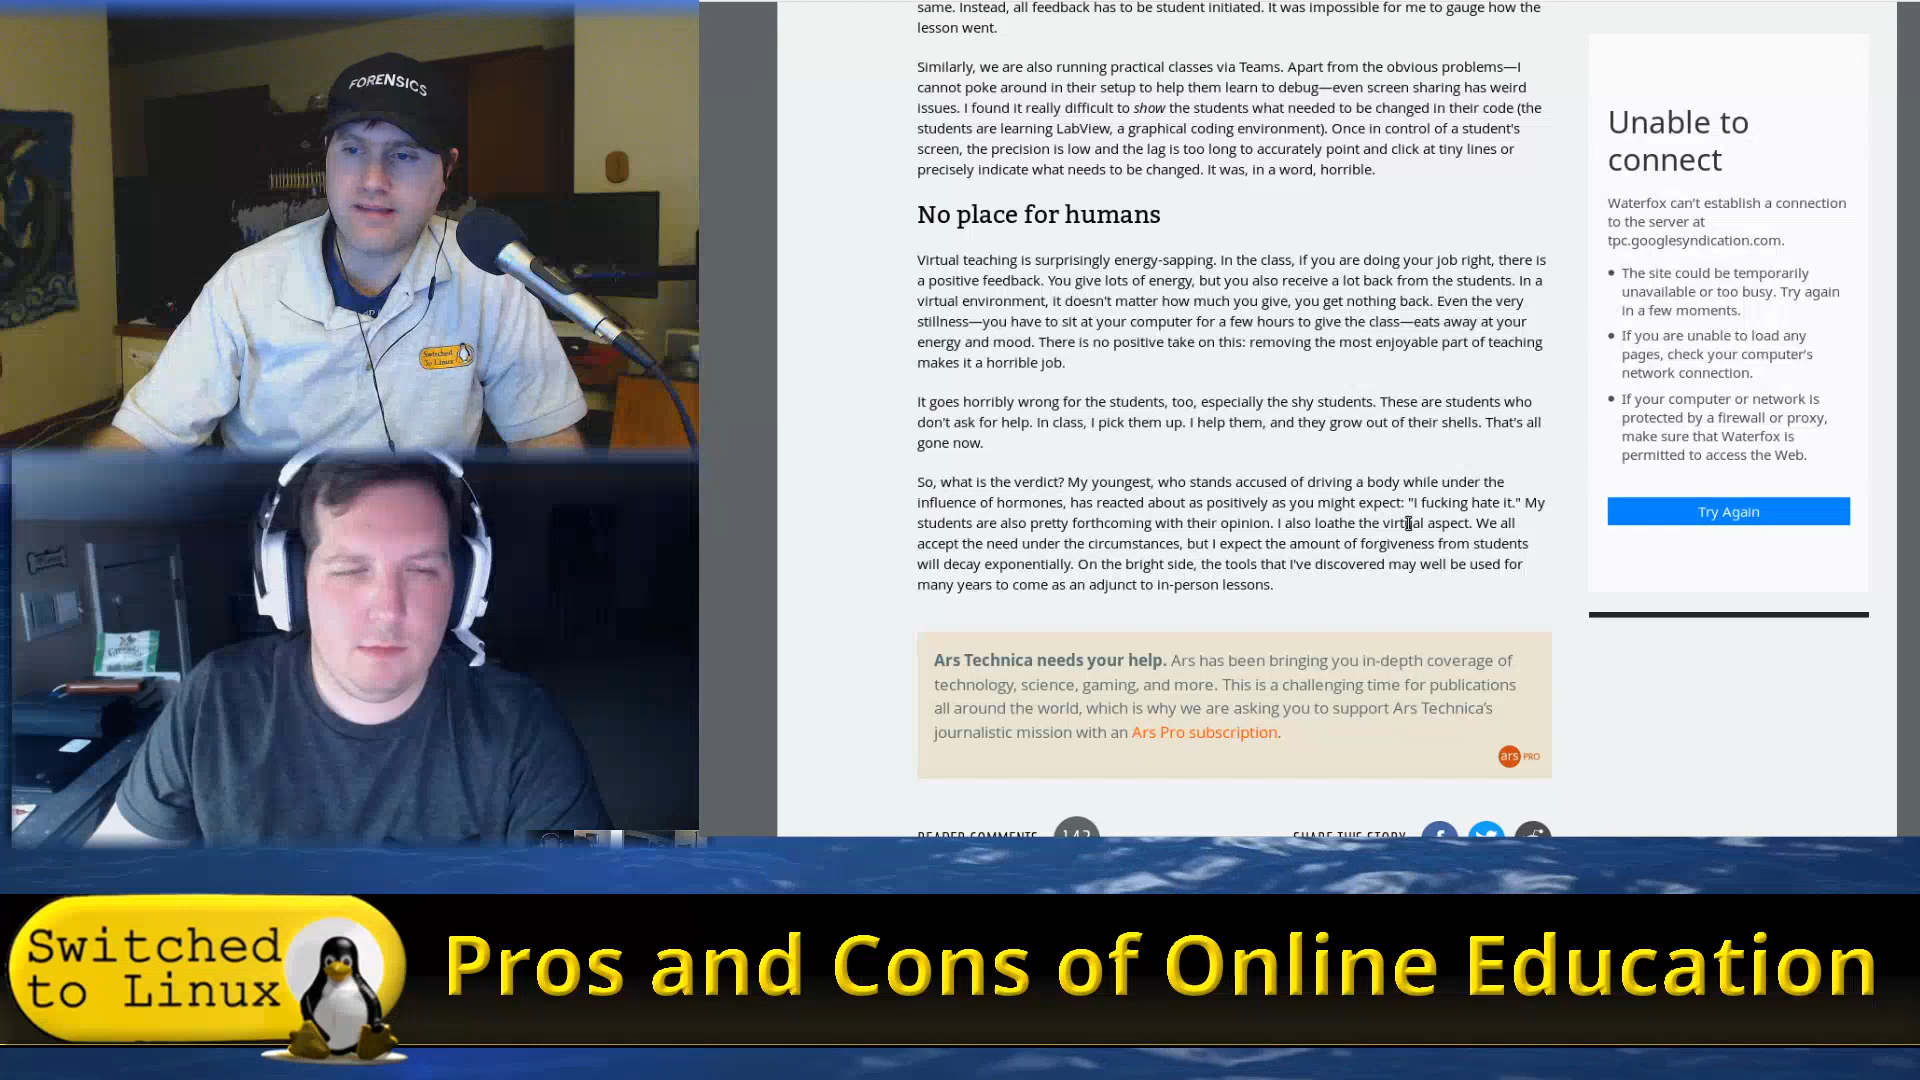 FORENSICS
Switched
To Linux
same. Instead, all feedback has to be student initiated. It was impossible for me to gauge how the
lesson went.
Similarly, we are also running practical classes via Teams. Apart from the obvious problems—I
cannot poke around in their setup to help them learn to debug—even screen sharing has weird
issues. I found it really difficult to show the students what needed to be changed in their code (the
students are learning LabView, a graphical coding environment). Once in control of a student's
screen, the precision is low and the lag is too long to accurately point and click at tiny lines or
precisely indicate what needs to be changed. It was, in a word, horrible.
No place for humans
Virtual teaching is surprisingly energy-sapping. In the class, if you are doing your job right, there is
a positive feedback. You give lots of energy, but you also receive a lot back from the students. In a
virtual environment, it doesn't matter how much you give, you get nothing back. Even the very
stillness—you have to sit at your computer for a few hours to give the class—eats away at your
energy and mood. There is no positive take on this: removing the most enjoyable part of teaching
makes it a horrible job.
It goes horribly wrong for the students, too, especially the shy students. These are students who
don't ask for help. In class, I pick them up. I help them, and they grow out of their shells. That's all
gone now.
So, what is the verdict? My youngest, who stands accused of driving a body while under the
influence of hormones, has reacted about as positively as you might expect: "I fucking hate it." My
students are also pretty forthcoming with their opinion. I also loathe the virtual aspect. We all
accept the need under the circumstances, but I expect the amount of forgiveness from students
will decay exponentially. On the bright side, the tools that I've discovered may well be used for
many years to come as an adjunct to in-person lessons.
Ars Technica needs your help. Ars has been bringing you in-depth coverage of
technology, science, gaming, and more. This is a challenging time for publications
all around the world, which is why we are asking you to support Ars Technica's
journalistic mission with an Ars Pro subscription.
ars PRO
READER COMMENTS 142
SHARE THIS STORY
Unable to
connect
Waterfox can't establish a connection
to the server at
tpc.googlesyndication.com.
The site could be temporarily
unavailable or too busy. Try again
in a few moments.
If you are unable to load any
pages, check your computer's
network connection.
If your computer or network is
protected by a firewall or proxy,
make sure that Waterfox is
permitted to access the Web.
Try Again
Switched
to Linux
Pros and Cons of Online Education